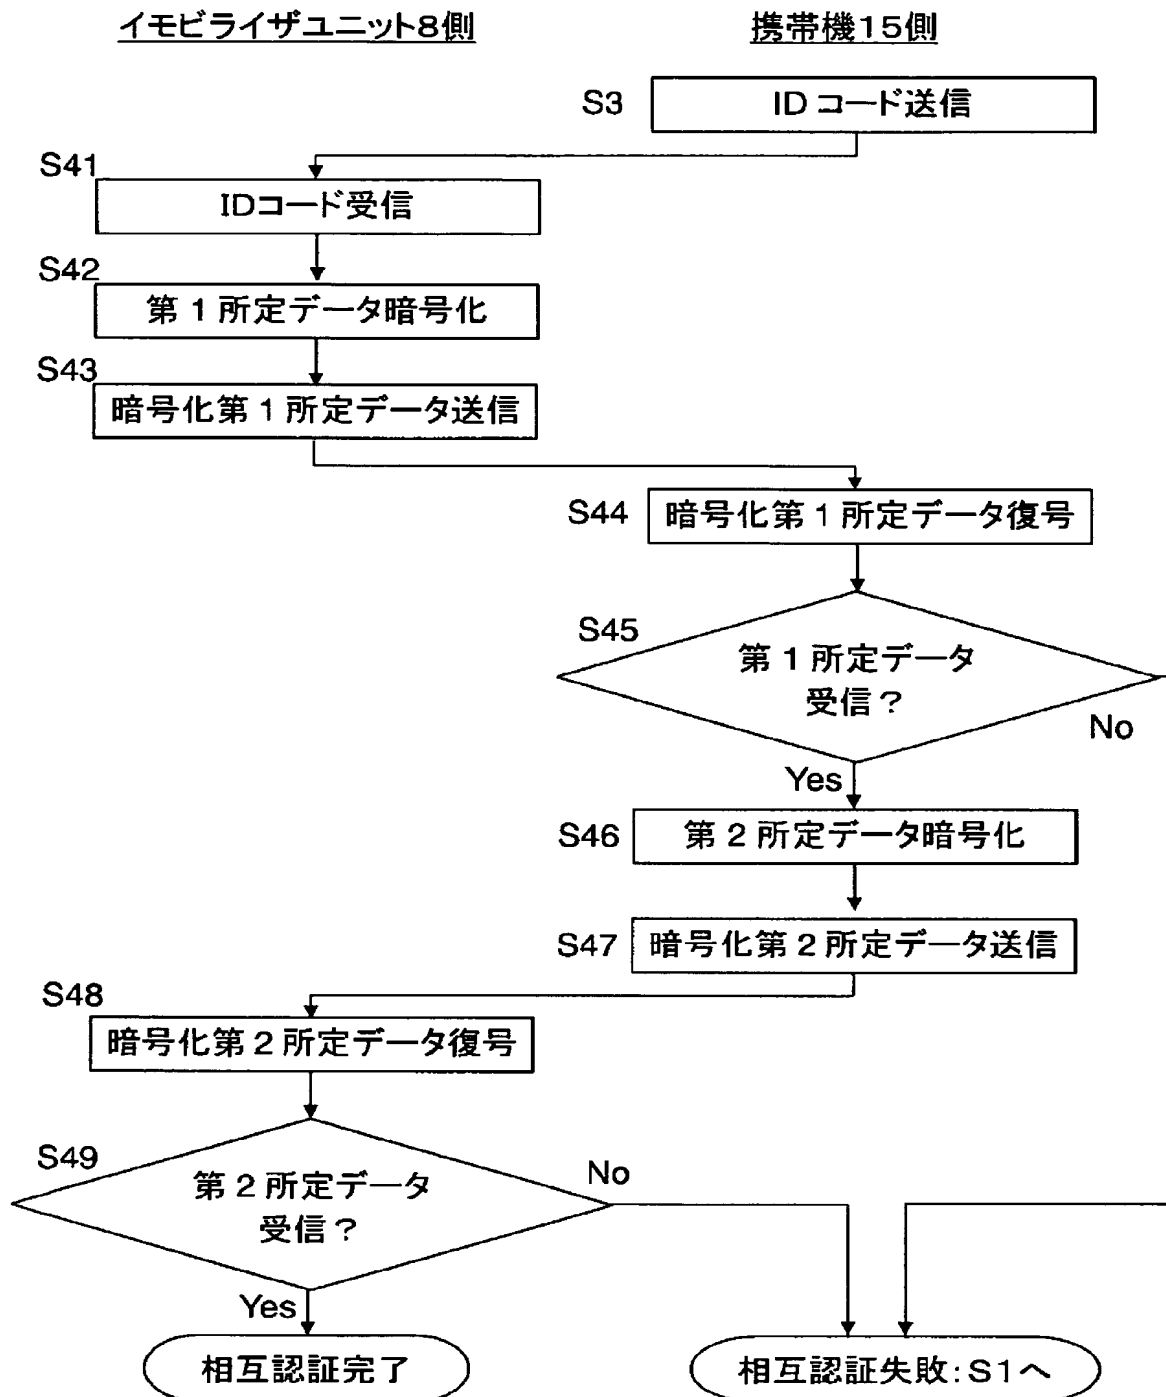 イモビライザユニット8側
携帯機15側
S3
IDコード送信
S41
IDコード受信
S42
第1所定データ暗号化
S43
暗号化第1所定データ送信
S44
暗号化第1所定データ復号
S45
第1所定データ
受信?
No
Yes
S46
第2所定データ暗号化
S47
暗号化第2所定データ送信
S48
暗号化第2所定データ復号
S49
第2所定データ
受信?
No
Yes
相互認証完了
相互認証失敗:S1へ